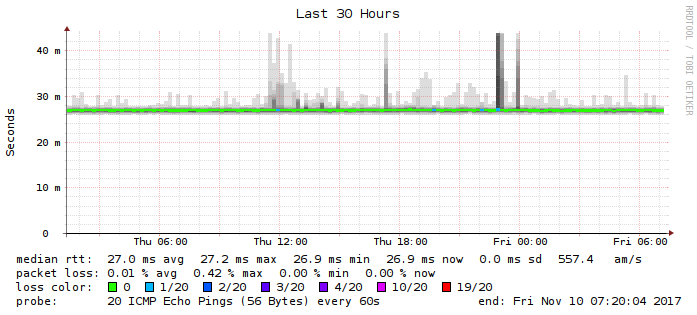 Last 30 Hours
RRDTOOL / TOBI OETIKER
Seconds
40 m
30 m
20 m
10 m
0
Thu 06:00 Thu 12:00 Thu 18:00 Fri 00:00 Fri 06:00
median rtt: 27.0 ms avg 27.2 ms max 26.9 ms min 26.9 ms now 0.0 ms sd 557.4 am/s
packet loss: 0.01 % avg 0.42 % max 0.00 % min 0.00 % now
loss color: 0 1/20 2/20 3/20 4/20 10/20 19/20
probe: 20 ICMP Echo Pings (56 Bytes) every 60s end: Fri Nov 10 07:20:04 2017